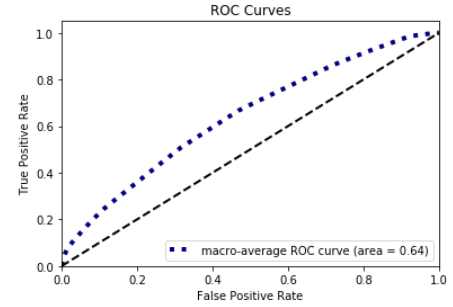 ROC Curves
1.0
0.8
0.6
0.4
0.2
0.0
True Positive Rate
macro-average ROC curve (area = 0.64)
0.0 0.2 0.4 0.6 0.8 1.0
False Positive Rate